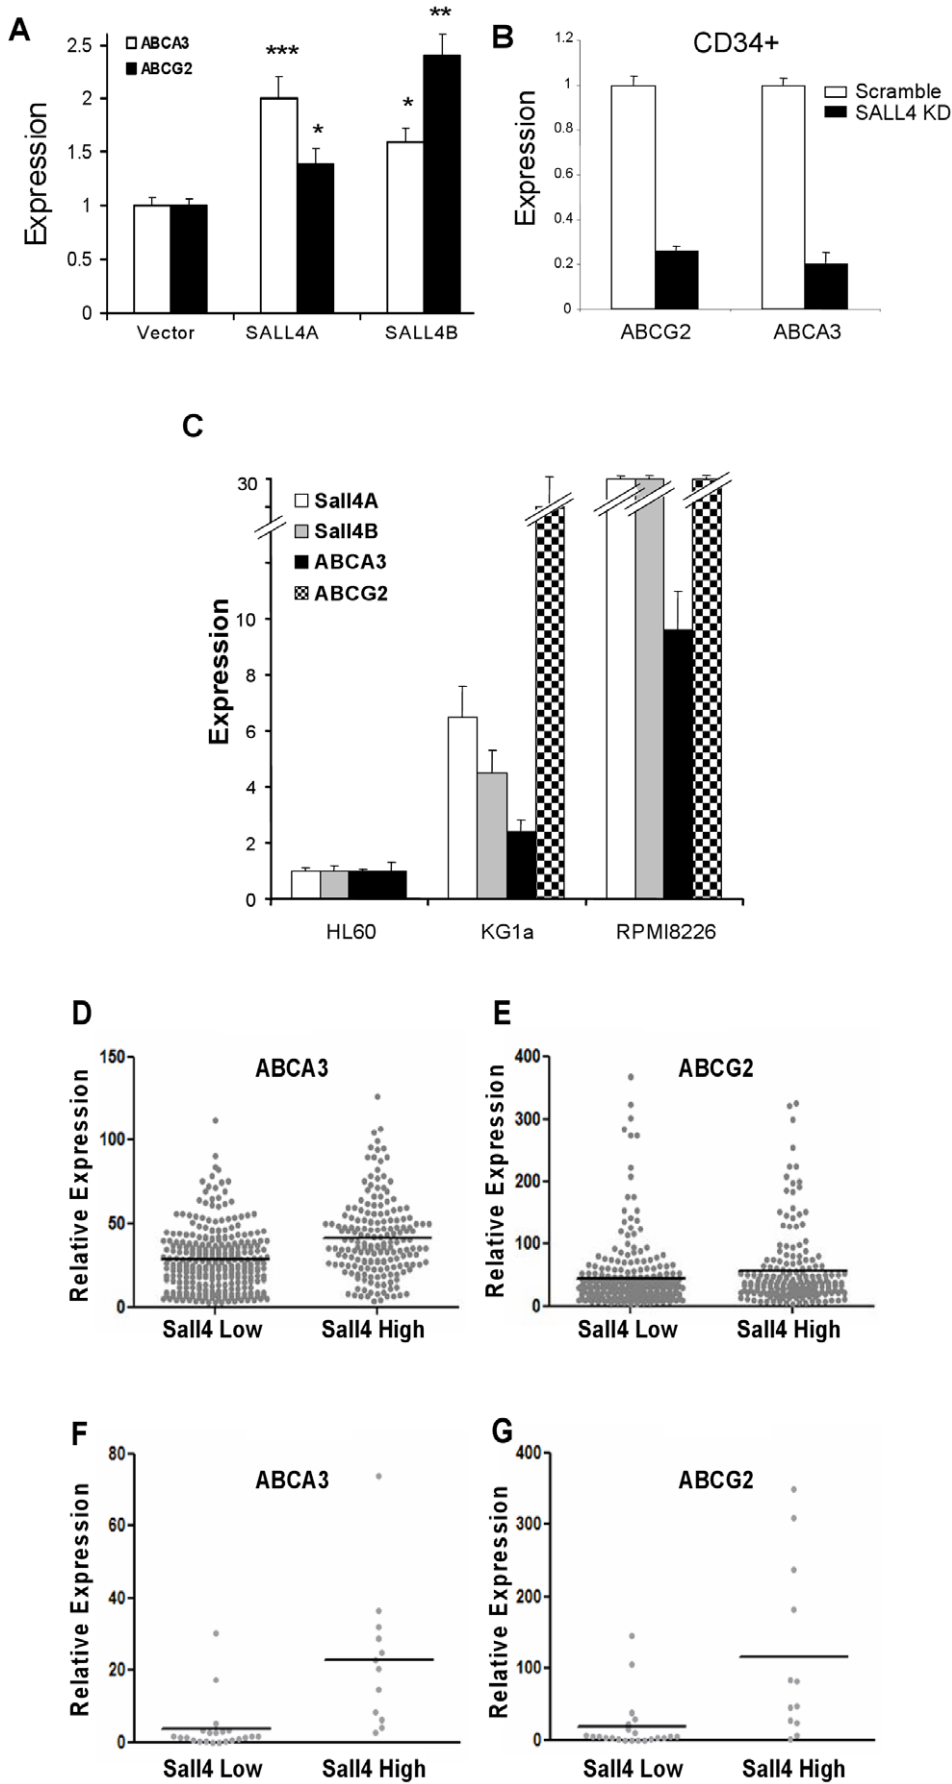 A
ABCA3
ABCG2
Expression
2.5
2
1.5
1
0.5
0
***
*
*
**
Vector SALL4A SALL4B
B
CD34+
Scramble
SALL4 KD
Expression
1.2
1
0.8
0.6
0.4
0.2
0
ABCG2 ABCA3
C
Sall4A
Sall4B
ABCA3
ABCG2
Expression
30
10
8
6
4
2
0
HL60 KG1a RPMI8226
D
ABCA3
Relative Expression
150
100
50
0
Sall4 Low Sall4 High
E
ABCG2
Relative Expression
400
300
200
100
0
Sall4 Low Sall4 High
F
ABCA3
Relative Expression
80
60
40
20
0
Sall4 Low Sall4 High
G
ABCG2
Relative Expression
400
300
200
100
0
Sall4 Low Sall4 High